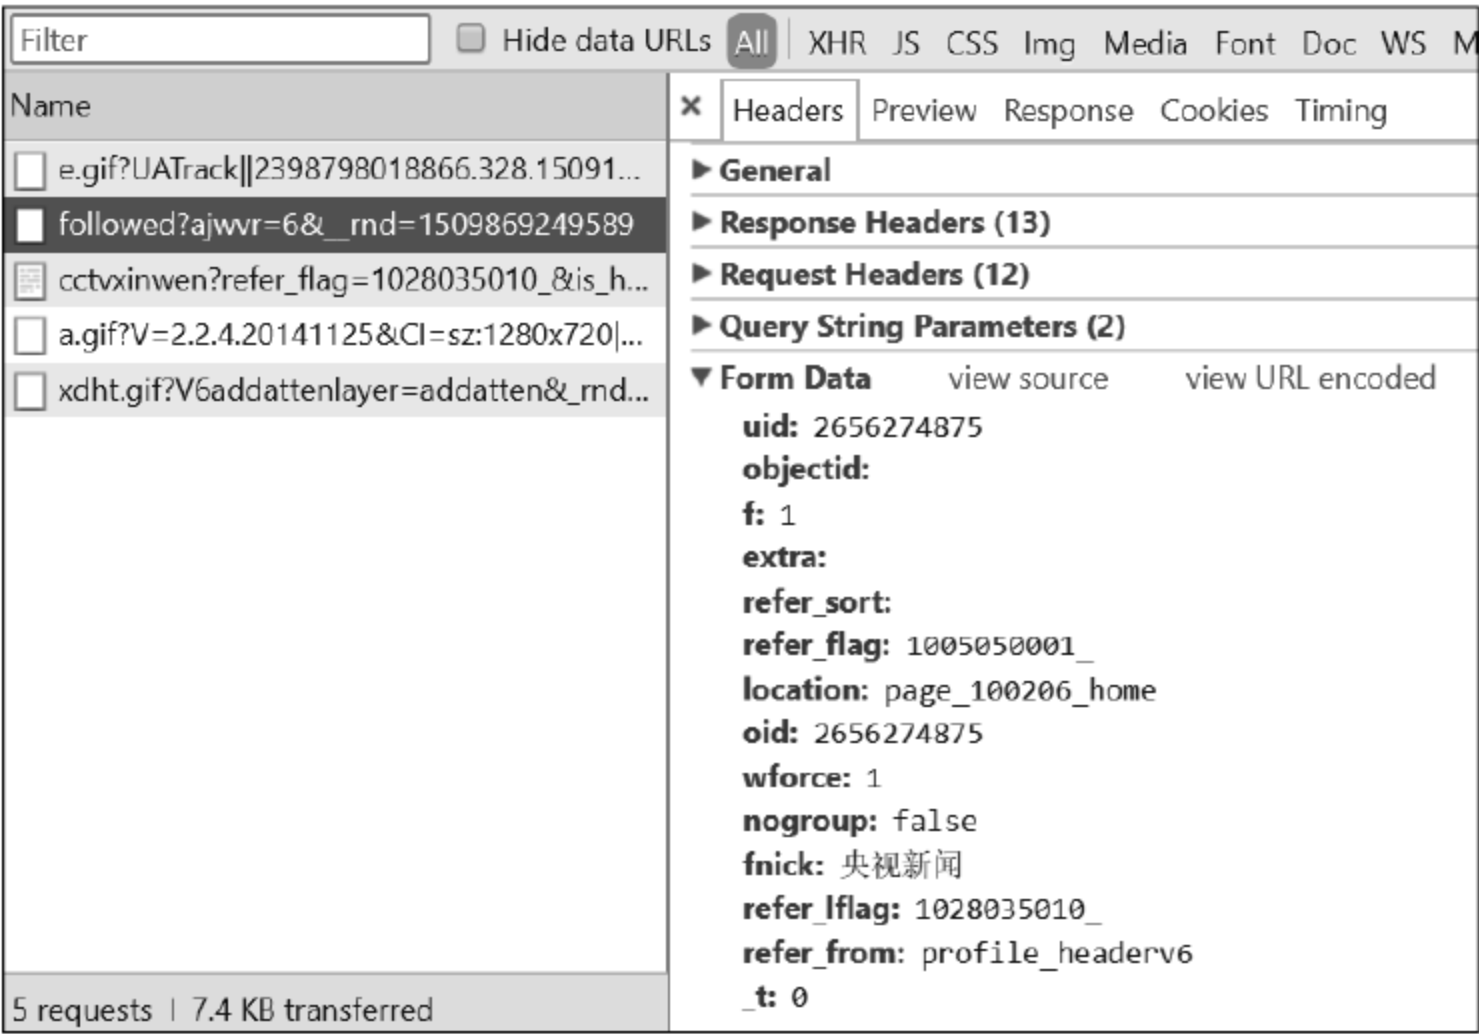 Filter Hide data URLs All XHR JS CSS Img Media Font Doc WS M
Name
e.gif?UATrack||2398798018866.328.15091...
followed?ajwvr=6&__rnd=1509869249589
cctvxinwen?refer_flag=1028035010_&is_h...
a.gif?V=2.2.4.20141125&CI=sz:1280x720|...
xdht.gif?V6addattenlayer=addatten&_rnd...
5 requests | 7.4 KB transferred
× Headers Preview Response Cookies Timing
General
Response Headers (13)
Request Headers (12)
Query String Parameters (2)
Form Data view source view URL encoded
uid: 2656274875
objectid:
f: 1
extra:
refer_sort:
refer_flag: 1005050001_
location: page_100206_home
oid: 2656274875
wforce: 1
nogroup: false
fnick: 央视新闻
refer_lflag: 1028035010_
refer_from: profile_headerv6
_t: 0